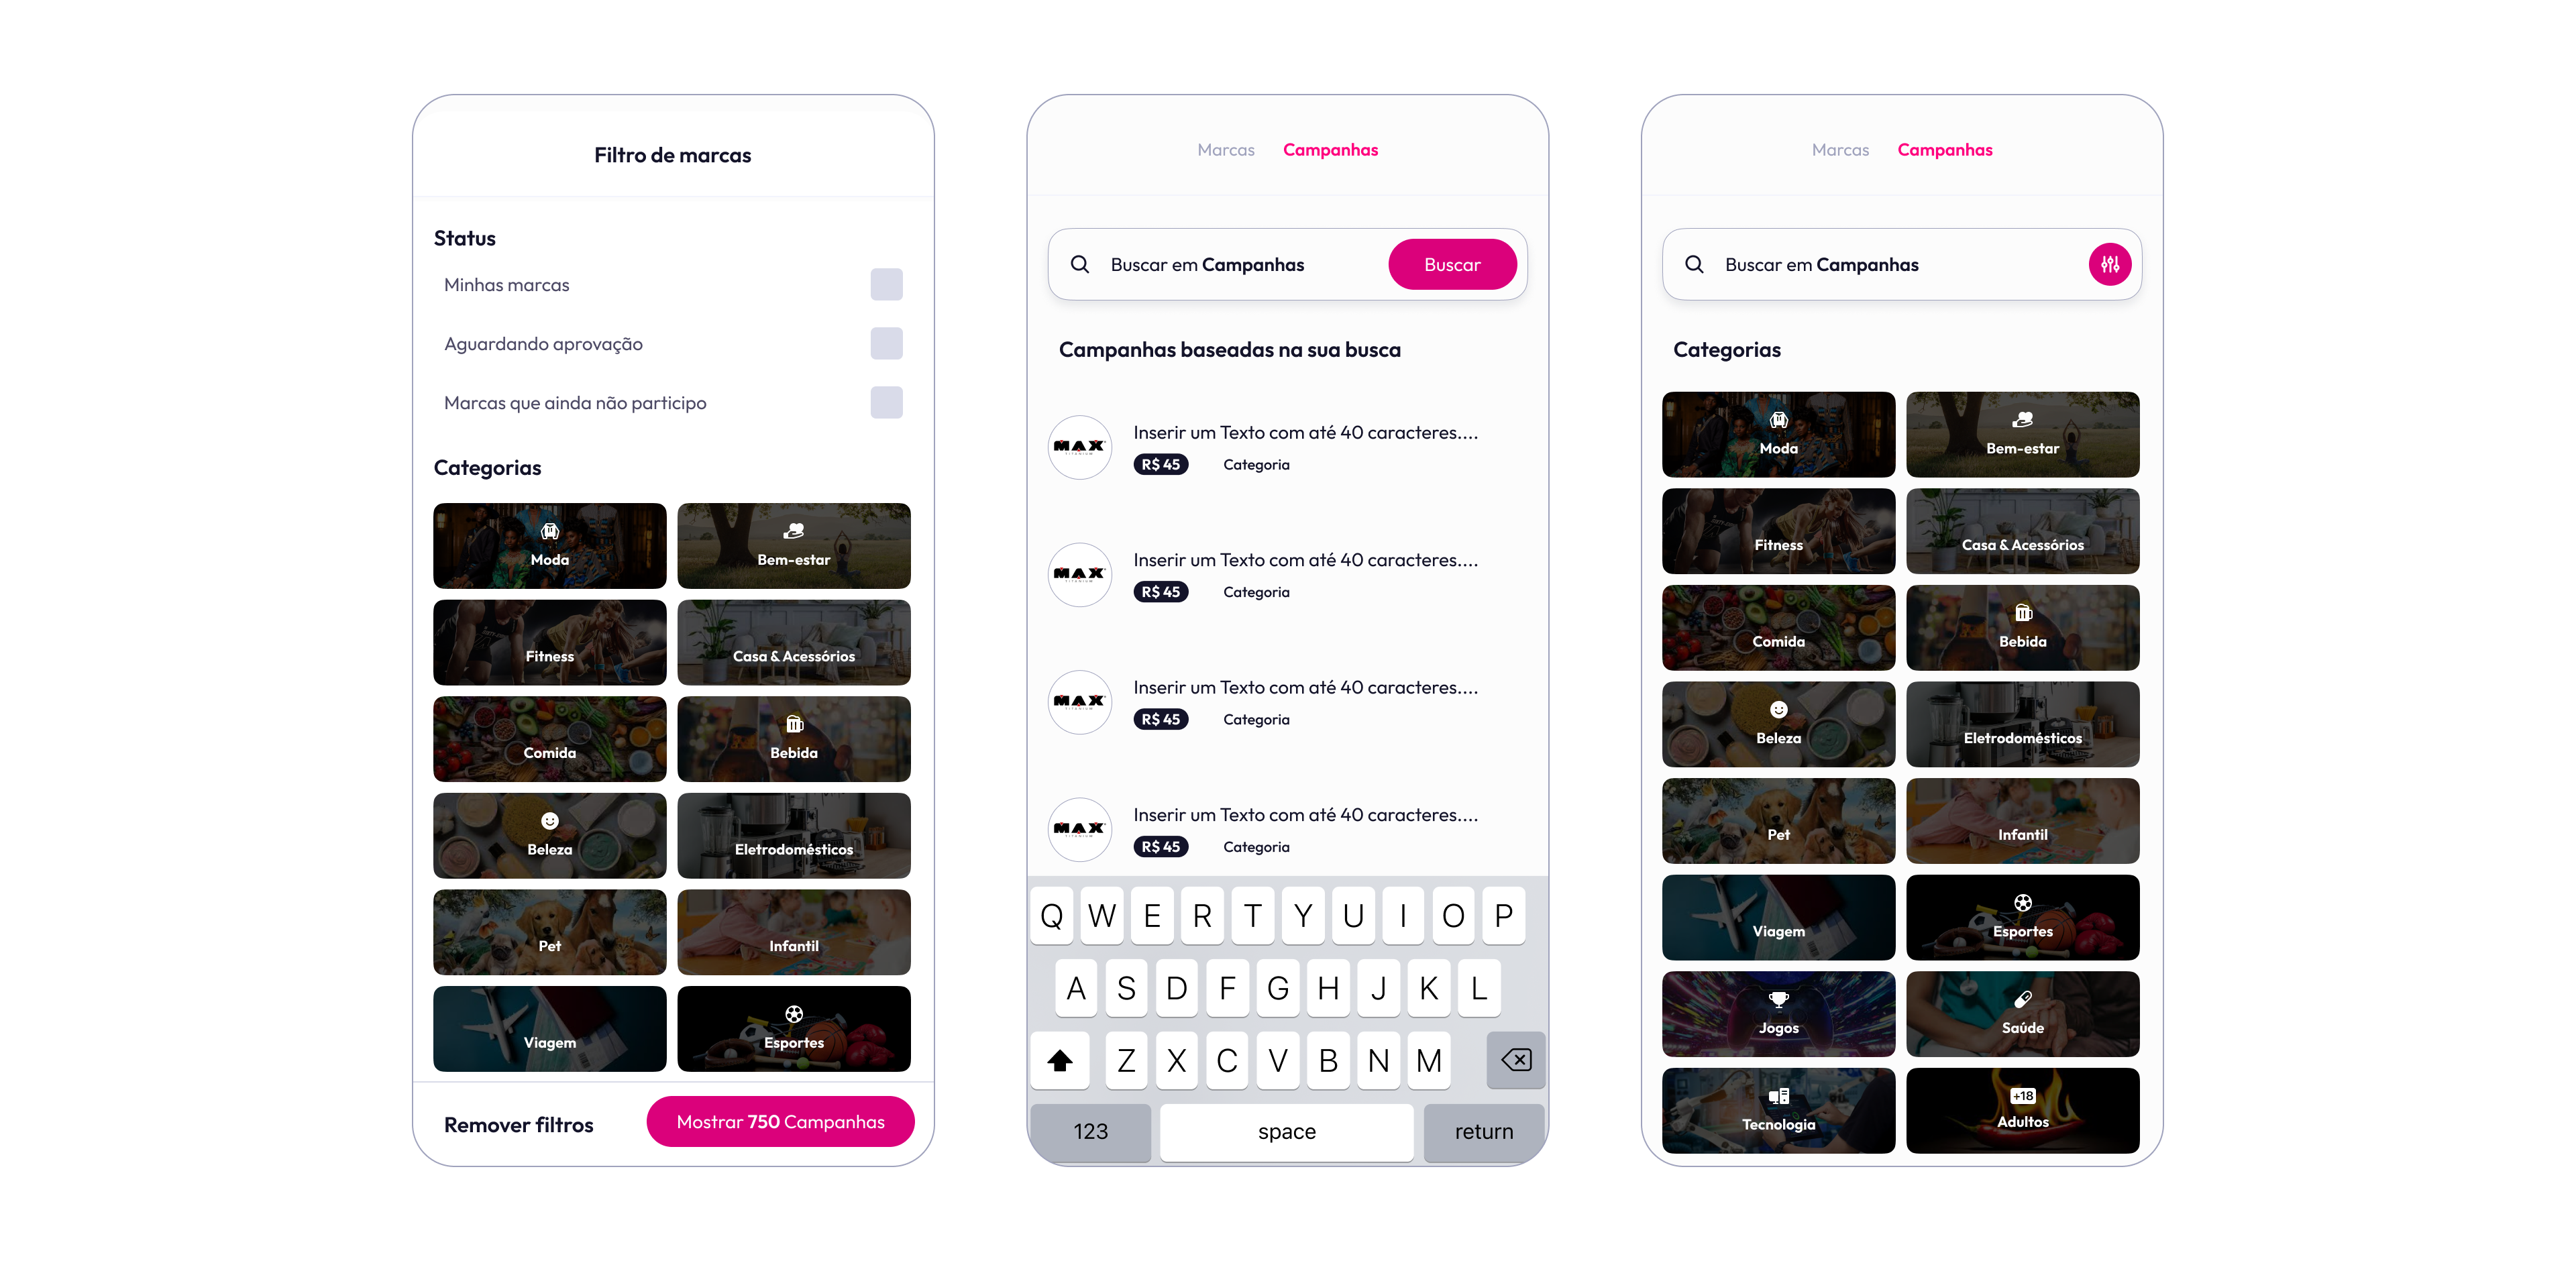 Filtro de marcas
Status
Minhas marcas
Aguardando aprovação
Marcas que ainda não participo
Categorias
Moda
Bem-estar
Fitness
Casa & Acessórios
Comida
Bebida
Beleza
Eletrodomésticos
Pet
Infantil
Viagem
Esportes
Remover filtros
Mostrar 750 Campanhas
Marcas Campanhas
Buscar em Campanhas
Buscar
Campanhas baseadas na sua busca
MAX
TITANIUM
Inserir um Texto com até 40 caracteres....
R$ 45 Categoria
MAX
TITANIUM
Inserir um Texto com até 40 caracteres....
R$ 45 Categoria
MAX
TITANIUM
Inserir um Texto com até 40 caracteres....
R$ 45 Categoria
MAX
TITANIUM
Inserir um Texto com até 40 caracteres....
R$ 45 Categoria
Q W E R T Y U I O P
A S D F G H J K L
Z X C V B N M
123 space return
Marcas Campanhas
Buscar em Campanhas
Categorias
Moda
Bem-estar
Fitness
Casa & Acessórios
Comida
Bebida
Beleza
Eletrodomésticos
Pet
Infantil
Viagem
Esportes
Jogos
Saúde
Tecnologia
+18
Adultos